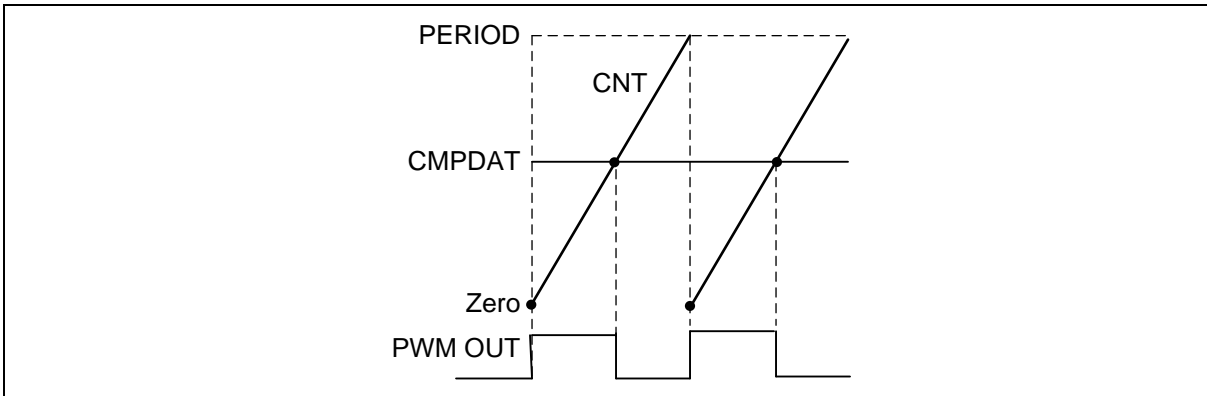 PERIOD
CNT
CMPDAT
Zero
PWM OUT